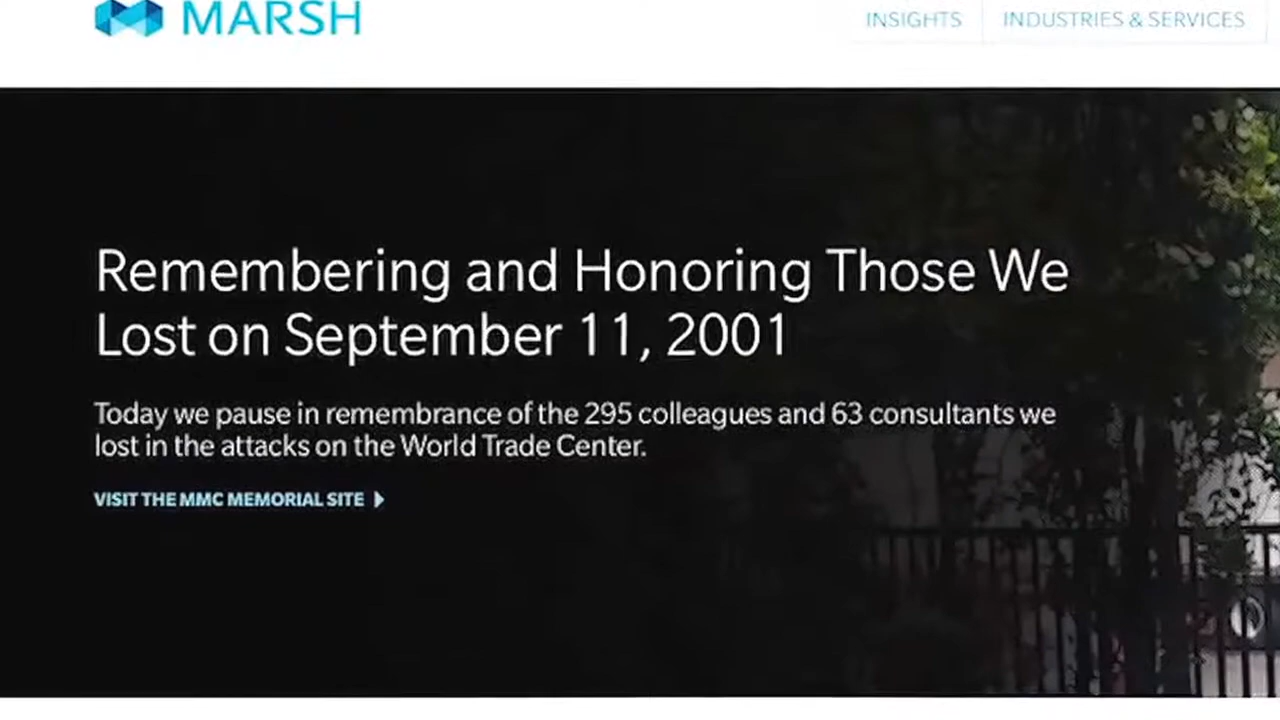 MARSH
INSIGHTS
INDUSTRIES & SERVICES
Remembering and Honoring Those We
Lost on September 11, 2001
Today we pause in remembrance of the 295 colleagues and 63 consultants we
lost in the attacks on the World Trade Center.
VISIT THE MMC MEMORIAL SITE